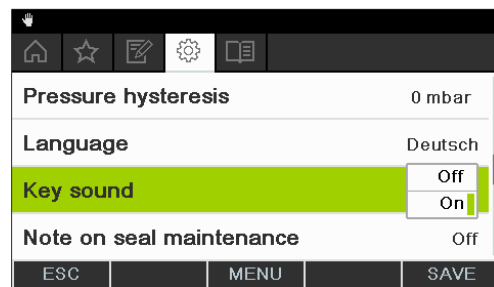 Pressure hysteresis 0 mbar
Language Deutsch
Off
Key sound
On
Note on seal maintenance Off
ESC MENU SAVE